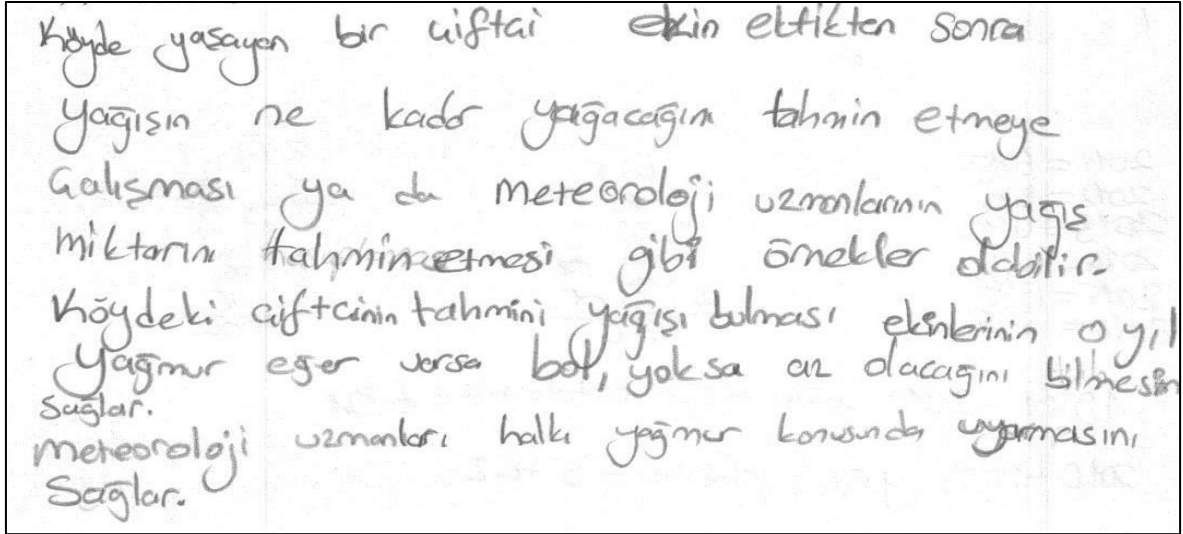 Köyde yaşayan bir çiftçi ekin ektikten sonra
yağışın ne kadar yağacağını tahmin etmeye
Çalışması ya da meteoroloji uzmanlarının yağış
miktarını tahmin etmesi gibi örnekler olabilir.
Köydeki çiftçinin tahmini yağışı bulması ekinlerinin o yıl
yağmur eğer varsa bol, yoksa az olacağını bilmesini
sağlar.
meteoroloji uzmanları halkı yağmur konusunda uyarmasını
Sağlar.